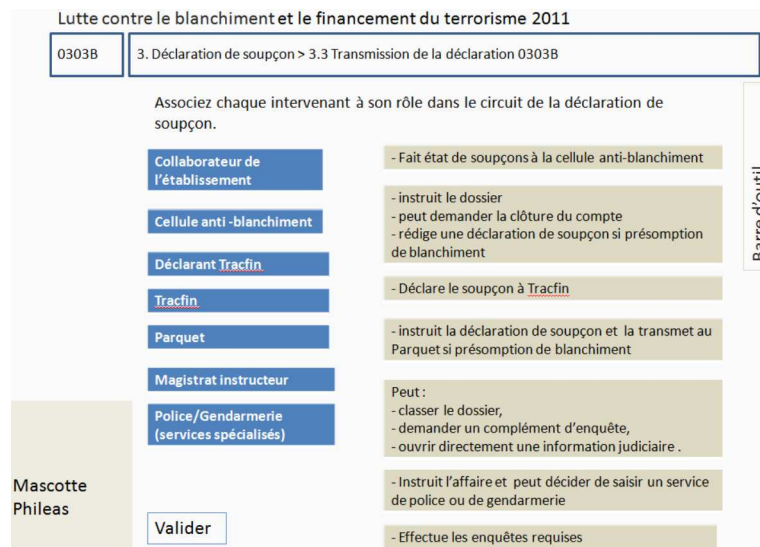 Lutte contre le blanchiment et le financement du terrorisme 2011
0303B
3. Déclaration de soupçon > 3.3 Transmission de la déclaration 0303B
Associez chaque intervenant à son rôle dans le circuit de la déclaration de
soupçon.
Collaborateur de
l'établissement
Cellule anti -blanchiment
Déclarant Tracfin
Tracfin
Parquet
Magistrat instructeur
Police/Gendarmerie
(services spécialisés)
- Fait état de soupçons à la cellule anti-blanchiment
- instruit le dossier
- peut demander la clôture du compte
- rédige une déclaration de soupçon si présomption
de blanchiment
- Déclare le soupçon à Tracfin
- instruit la déclaration de soupçon et la transmet au
Parquet si présomption de blanchiment
Peut :
- classer le dossier,
- demander un complément d'enquête,
- ouvrir directement une information judiciaire .
- Instruit l'affaire et peut décider de saisir un service
de police ou de gendarmerie
- Effectue les enquêtes requises
Barre d'outil
Mascotte
Phileas
Valider